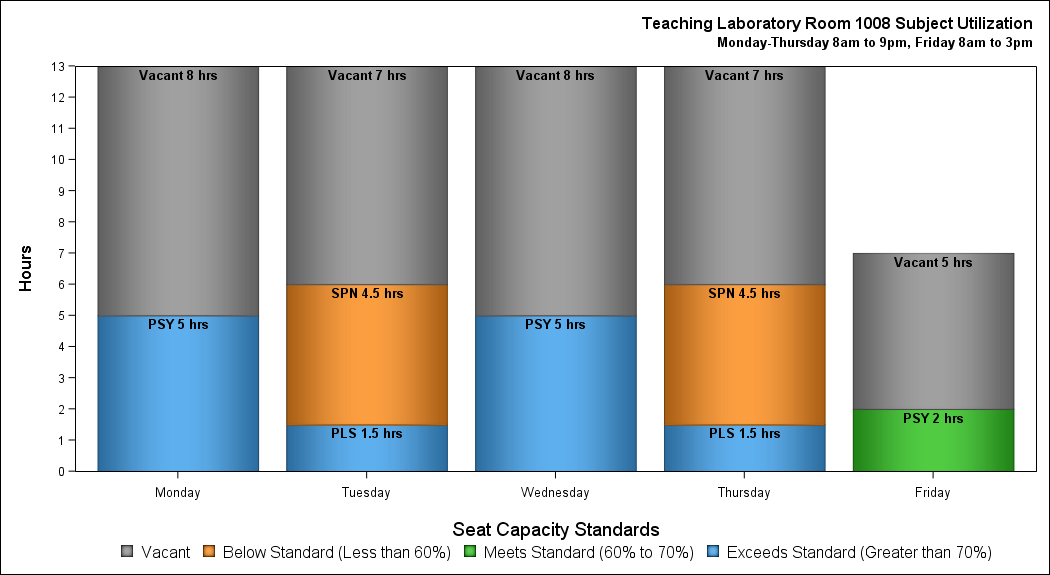 Teaching Laboratory Room 1008 Subject Utilization
Monday-Thursday 8am to 9pm, Friday 8am to 3pm
13
12
11
10
9
8
7
6
5
4
3
2
1
0
Hours
Vacant 8 hrs
PSY 5 hrs
Vacant 7 hrs
SPN 4.5 hrs
PLS 1.5 hrs
Vacant 8 hrs
PSY 5 hrs
Vacant 7 hrs
SPN 4.5 hrs
PLS 1.5 hrs
Vacant 5 hrs
PSY 2 hrs
Monday Tuesday Wednesday Thursday Friday
Seat Capacity Standards
Vacant Below Standard (Less than 60%) Meets Standard (60% to 70%) Exceeds Standard (Greater than 70%)